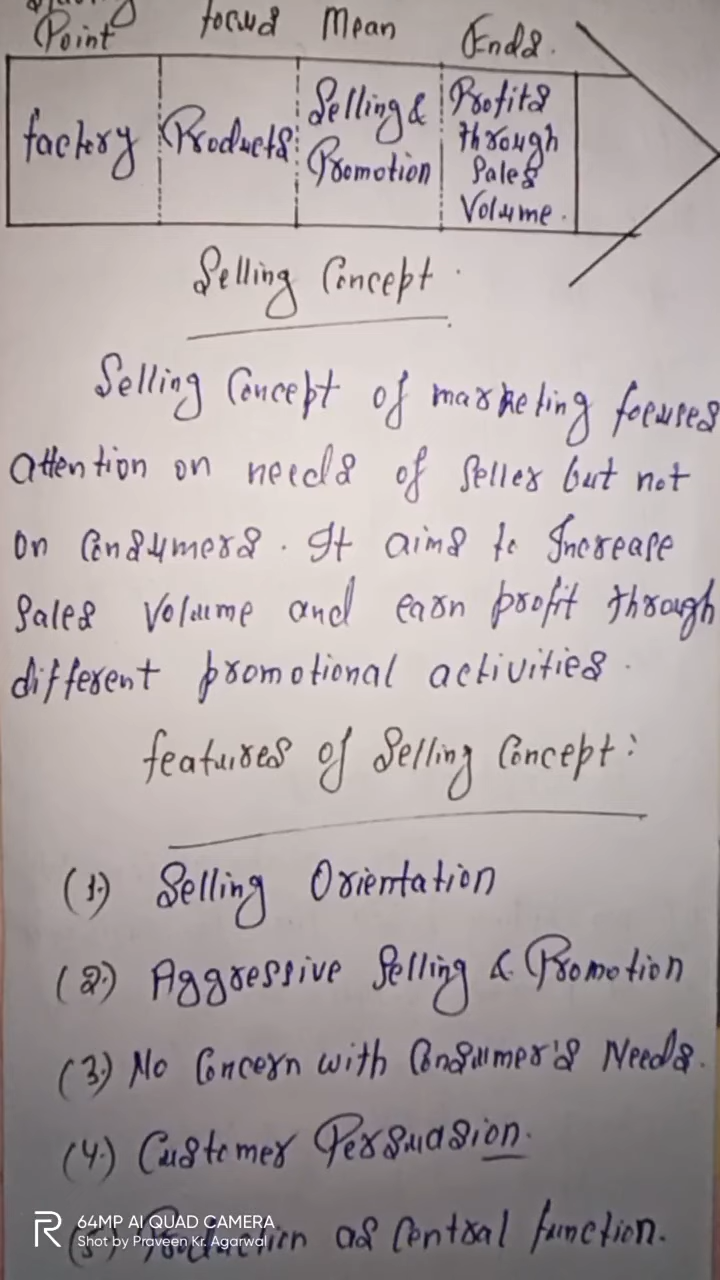 Point focus Mean Ends.
factory Products Selling & Promotion Profits through Sales Volume.
Selling Concept.
Selling Concept of marketing focuses
attention on needs of Seller but not
on Consumers. It aims to Increase
Sales Volume and earn profit through
different promotional activities.
features of Selling Concept:
(1.) Selling Orientation
(2.) Aggressive Selling & Promotion
(3.) No Concern with Consumer's Needs.
(4.) Customer Persuasion.
(5.) Production as Central function.
64MP AI QUAD CAMERA
Shot by Praveen Kr. Agarwal